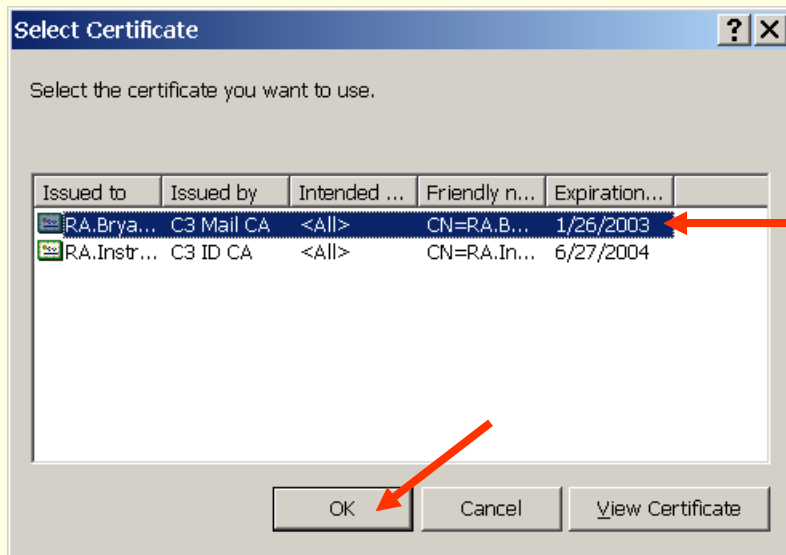 Select Certificate
Select the certificate you want to use.
Issued to Issued by Intended ... Friendly n... Expiration...
RA.Brya... C3 Mail CA <All> CN=RA.B... 1/26/2003
RA.Instr... C3 ID CA <All> CN=RA.In... 6/27/2004
OK Cancel View Certificate